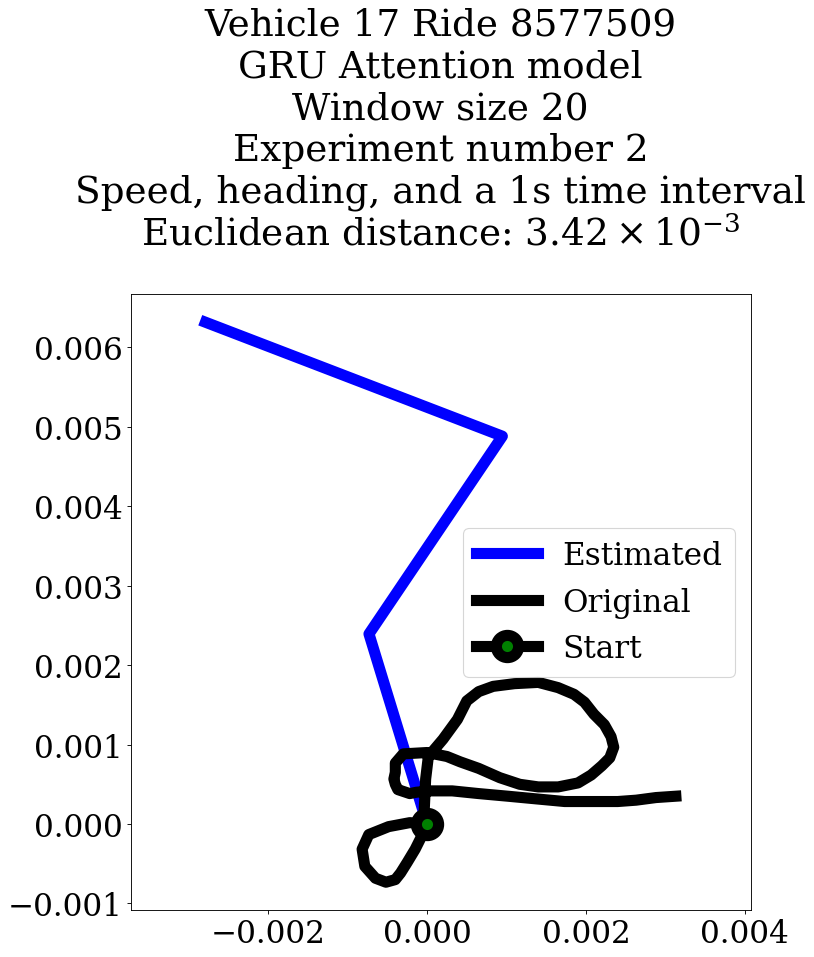 Vehicle 17 Ride 8577509
GRU Attention model
Window size 20
Experiment number 2
Speed, heading, and a 1s time interval
Euclidean distance: 3.42 × 10⁻³
0.006
0.005
0.004
0.003
0.002
0.001
0.000
−0.001
Estimated
Original
Start
−0.002
0.000
0.002
0.004